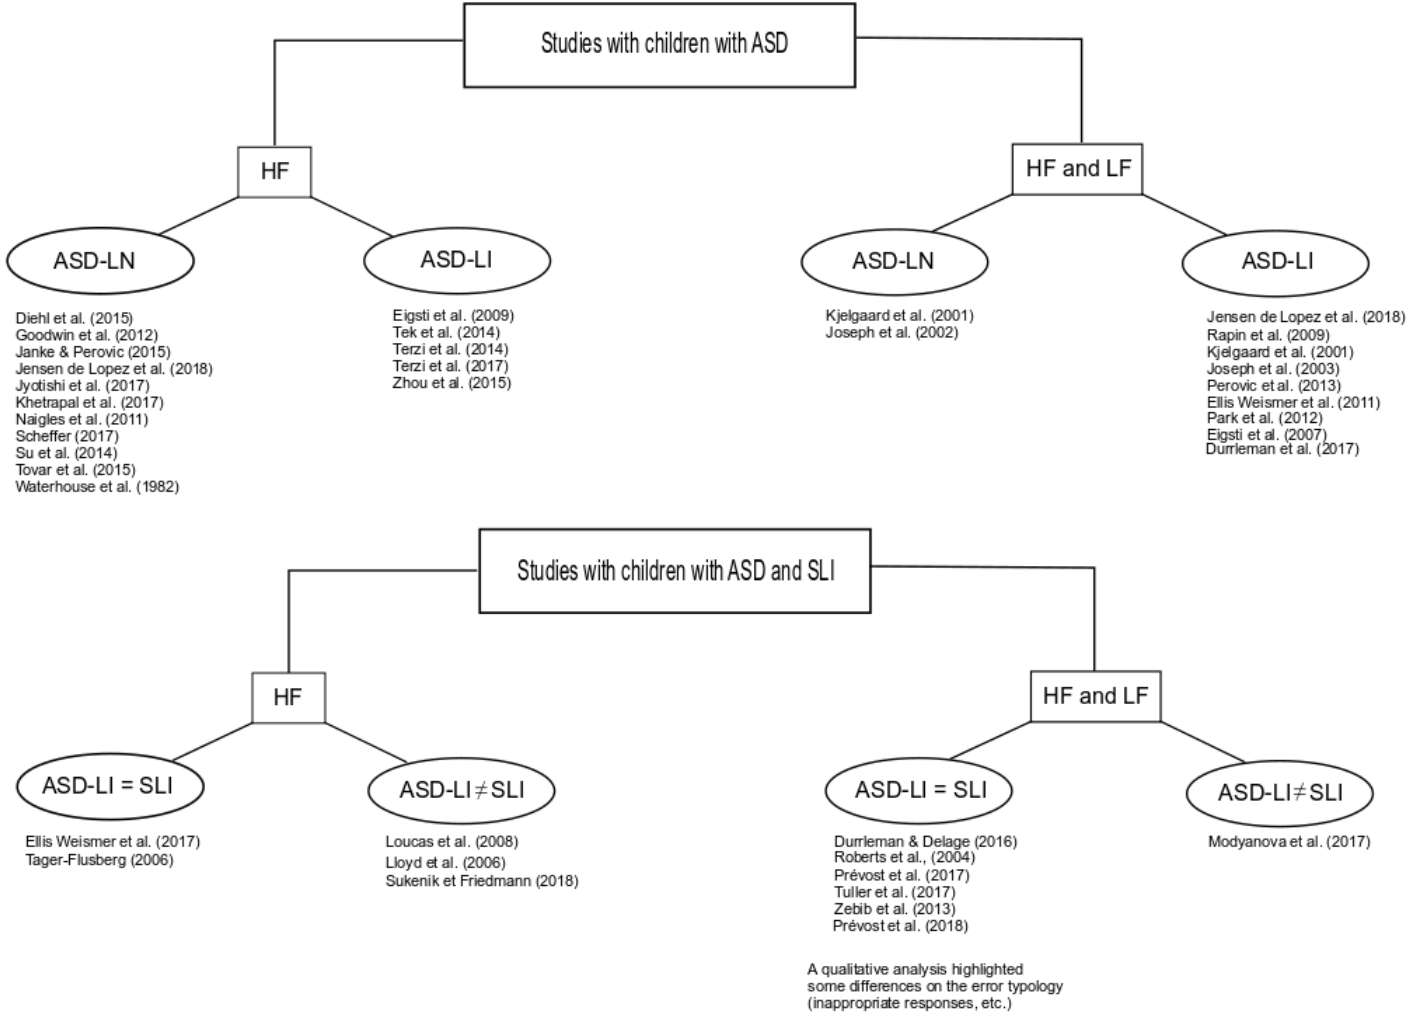 Studies with children with ASD
HF
HF and LF
ASD-LN
ASD-LI
ASD-LN
ASD-LI
Diehl et al. (2015)
Goodwin et al. (2012)
Janke & Perovic (2015)
Jensen de Lopez et al. (2018)
Jyotishi et al. (2017)
Khetrapal et al. (2017)
Naigles et al. (2011)
Scheffer (2017)
Su et al. (2014)
Tovar et al. (2015)
Waterhouse et al. (1982)
Eigsti et al. (2009)
Tek et al. (2014)
Terzi et al. (2014)
Terzi et al. (2017)
Zhou et al. (2015)
Kjelgaard et al. (2001)
Joseph et al. (2002)
Jensen de Lopez et al. (2018)
Rapin et al. (2009)
Kjelgaard et al. (2001)
Joseph et al. (2003)
Perovic et al. (2013)
Ellis Weismer et al. (2011)
Park et al. (2012)
Eigsti et al. (2007)
Durrleman et al. (2017)
Studies with children with ASD and SLI
HF
HF and LF
ASD-LI = SLI
ASD-LI ≠ SLI
ASD-LI = SLI
ASD-LI ≠ SLI
Ellis Weismer et al. (2017)
Tager-Flusberg (2006)
Loucas et al. (2008)
Lloyd et al. (2006)
Sukenik et Friedmann (2018)
Durrleman & Delage (2016)
Roberts et al., (2004)
Prévost et al. (2017)
Tuller et al. (2017)
Zebib et al. (2013)
Prévost et al. (2018)
Modyanova et al. (2017)
A qualitative analysis highlighted
some differences on the error typology
(inappropriate responses, etc.)